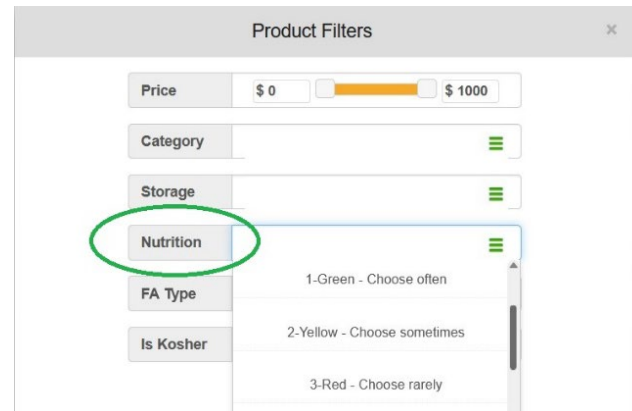 Product Filters ×
Price $ 0 $ 1000
Category
Storage
Nutrition
1-Green - Choose often
FA Type
2-Yellow - Choose sometimes
Is Kosher
3-Red - Choose rarely